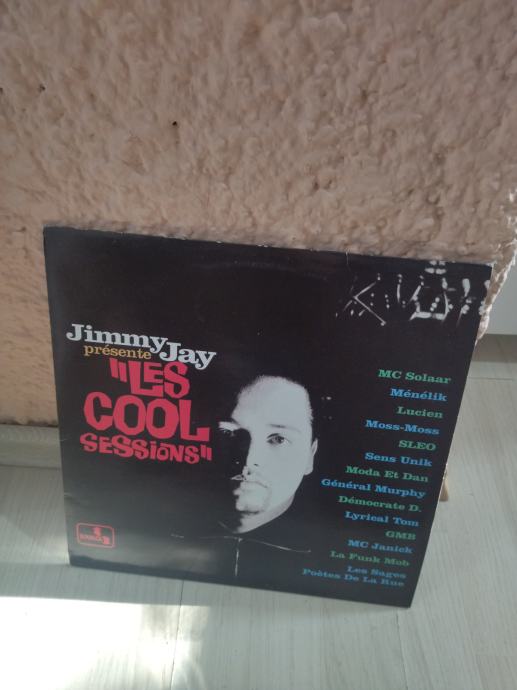 Jimmy Jay
présente
"LES
COOL
SESSIONS"
MC Solaar
Ménélik
Lucien
Moss-Moss
SLEO
Sens Unik
Moda Et Dan
Général Murphy
Démocrate D.
Lyrical Tom
GMB
MC Janick
La Funk Mob
Les Sages
Poètes De La Rue